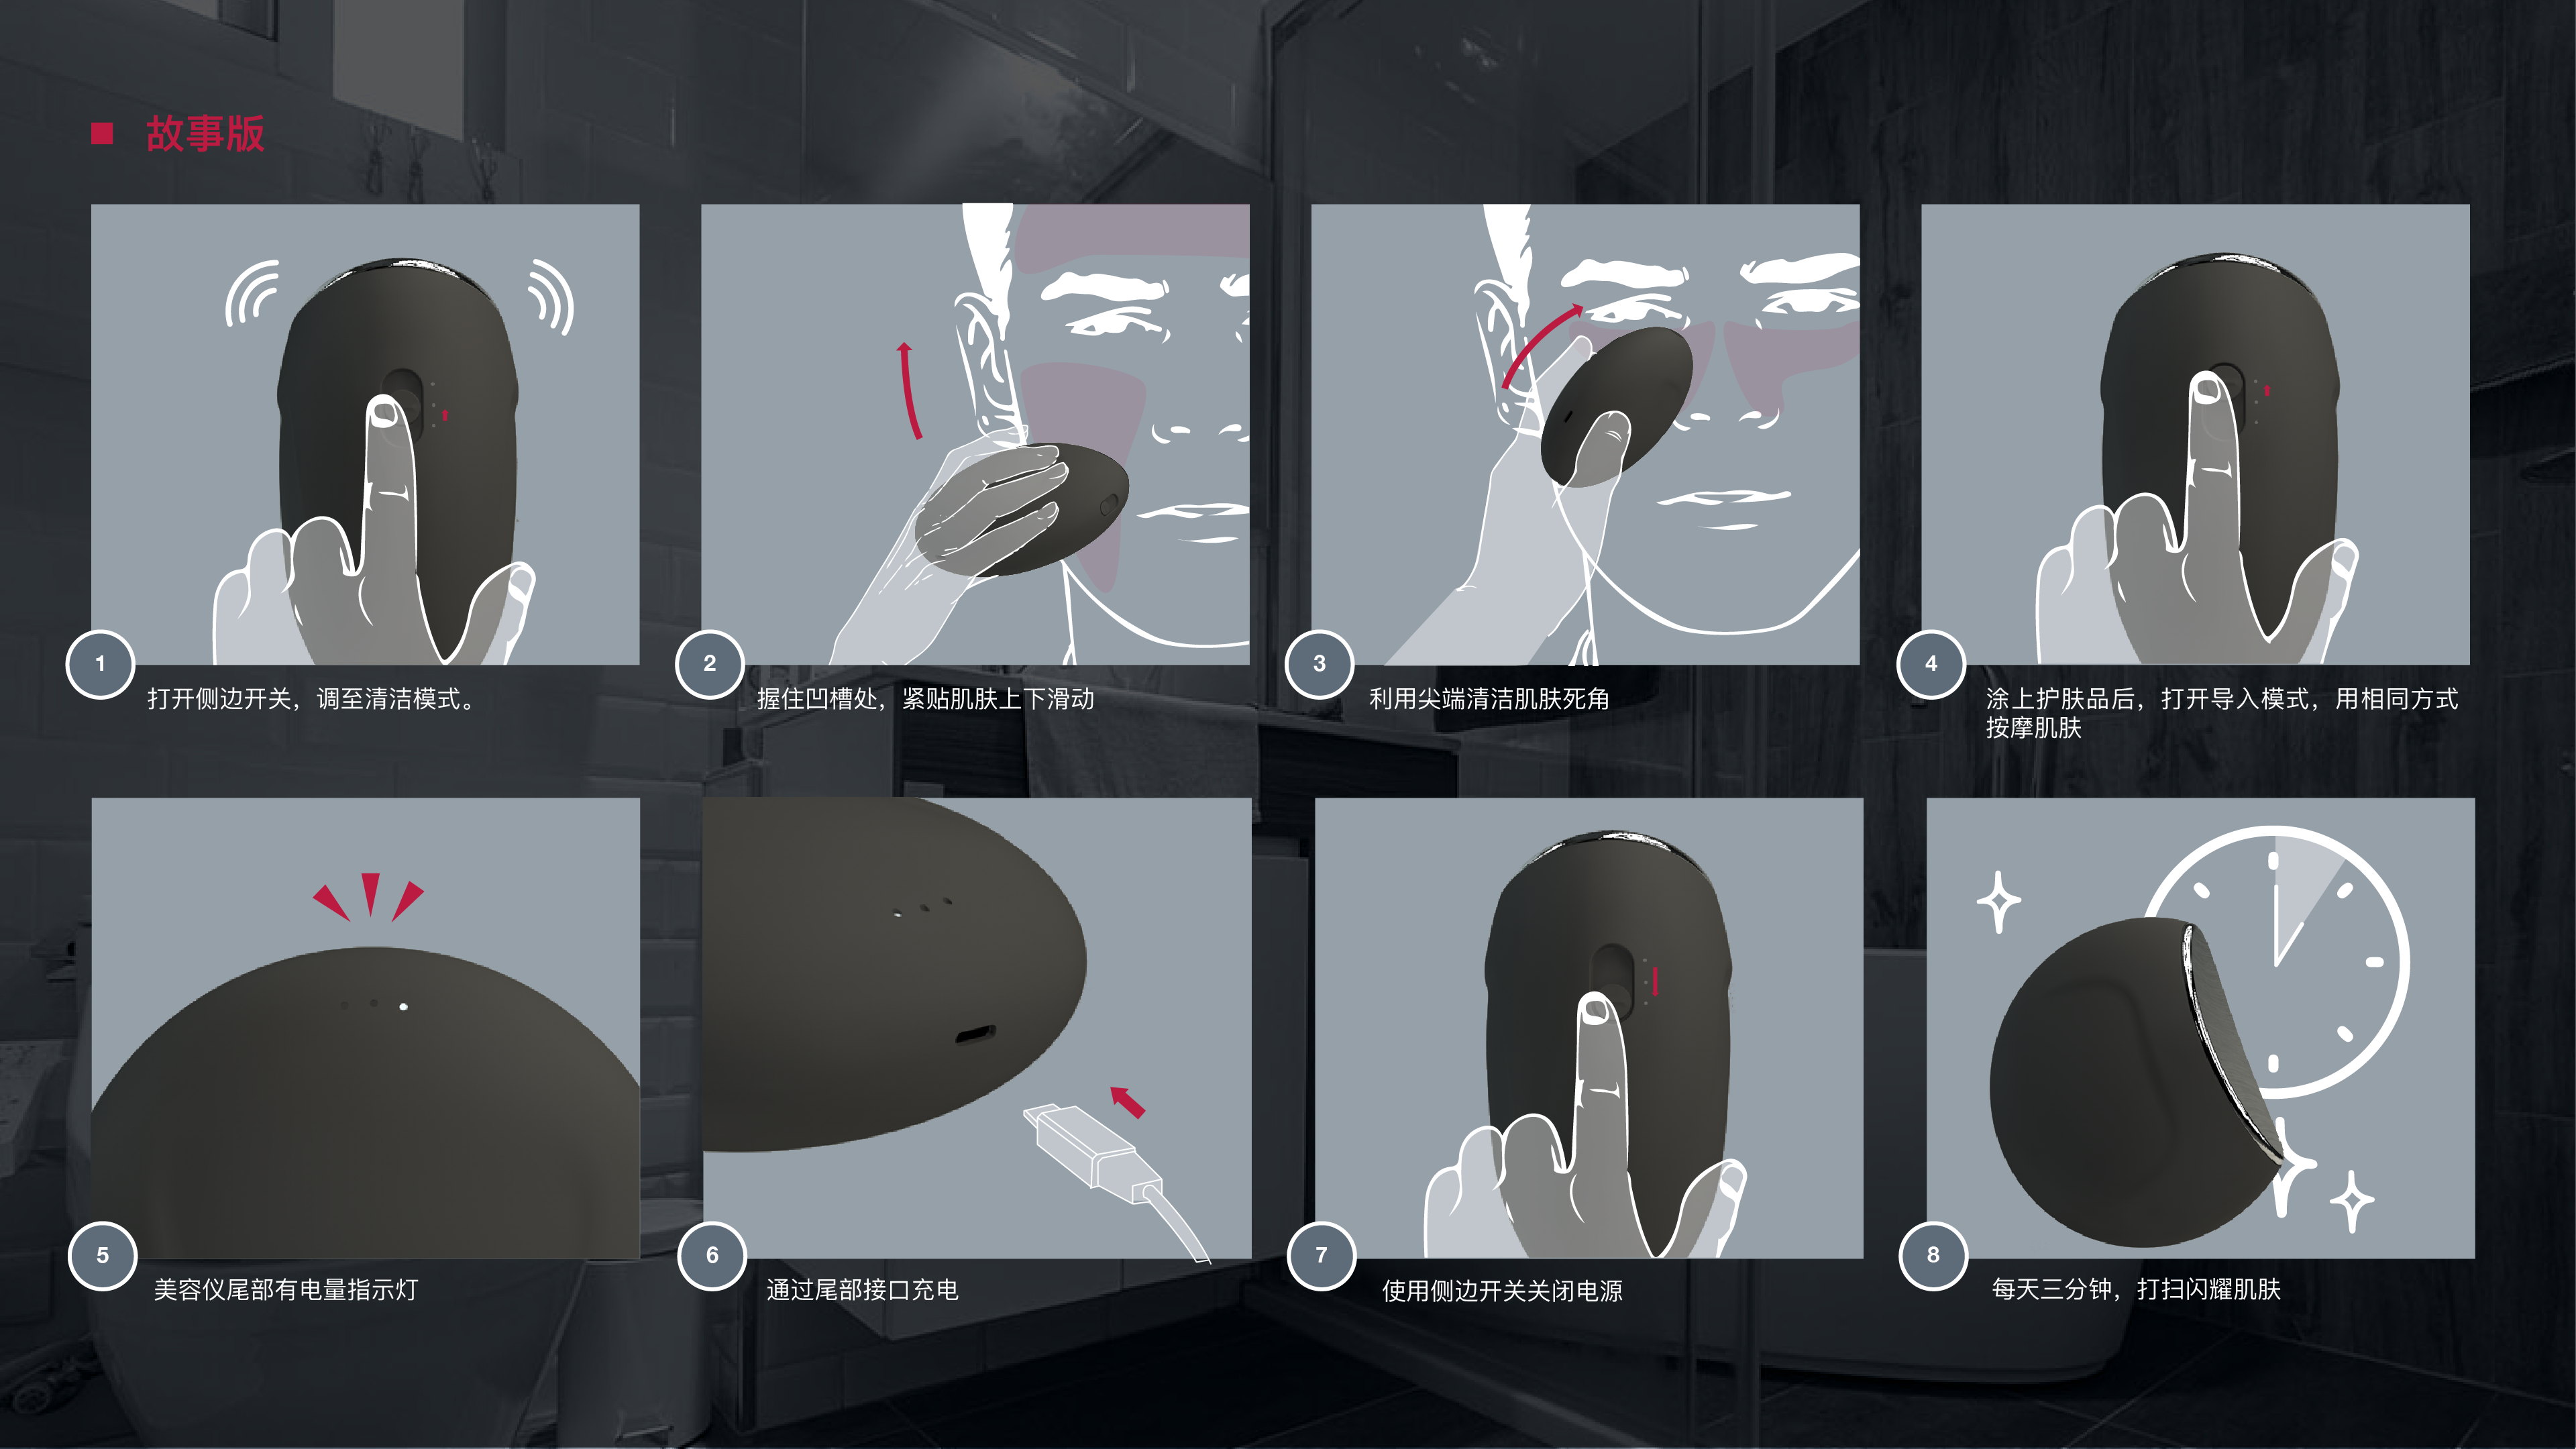 故事版
1
打开侧边开关，调至清洁模式。
2
握住凹槽处，紧贴肌肤上下滑动
3
利用尖端清洁肌肤死角
4
涂上护肤品后，打开导入模式，用相同方式
按摩肌肤
5
美容仪尾部有电量指示灯
6
通过尾部接口充电
7
使用侧边开关关闭电源
8
每天三分钟，打扫闪耀肌肤